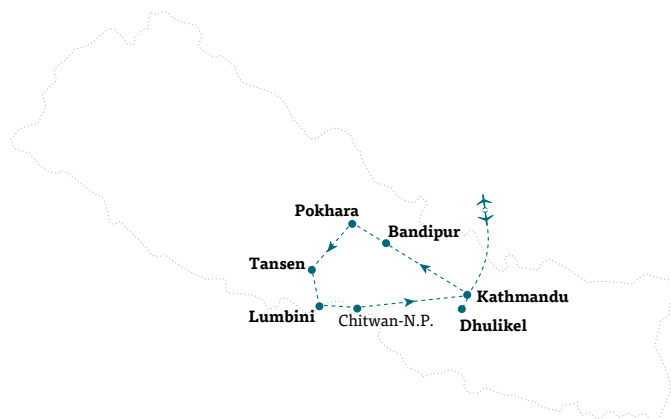 Pokhara
Bandipur
Tansen
Kathmandu
Lumbini
Chitwan-N.P.
Dhulikel